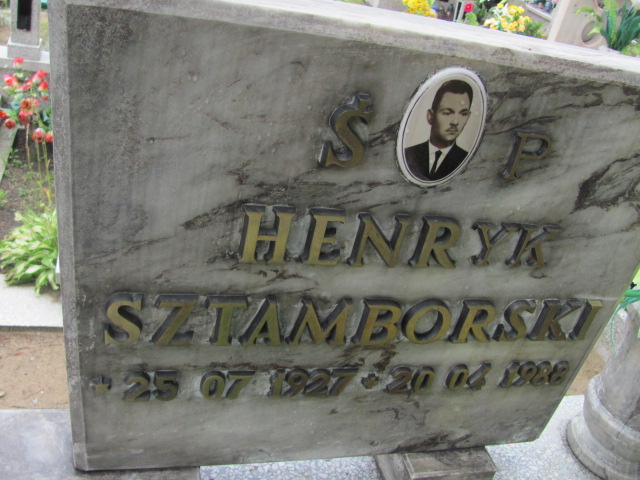 Ś P
HENRYK
SZTAMBORSKI
+ 25 07 1927 + 20 04 1988